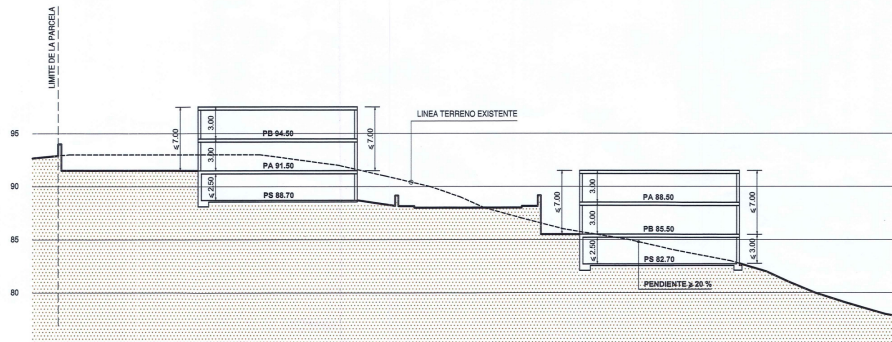 LIMITE DE LA PARCELA
LINEA TERRENO EXISTENTE
95
90
85
80
⩽ 7.00
3.00
3.00
⩽ 2.50
PB 94.50
PA 91.50
PS 88.70
⩽ 7.00
⩽ 7.00
3.00
3.00
⩽ 2.50
PA 88.50
PB 85.50
PS 82.70
⩽ 7.00
⩽ 3.00
PENDIENTE ⩾ 20 %